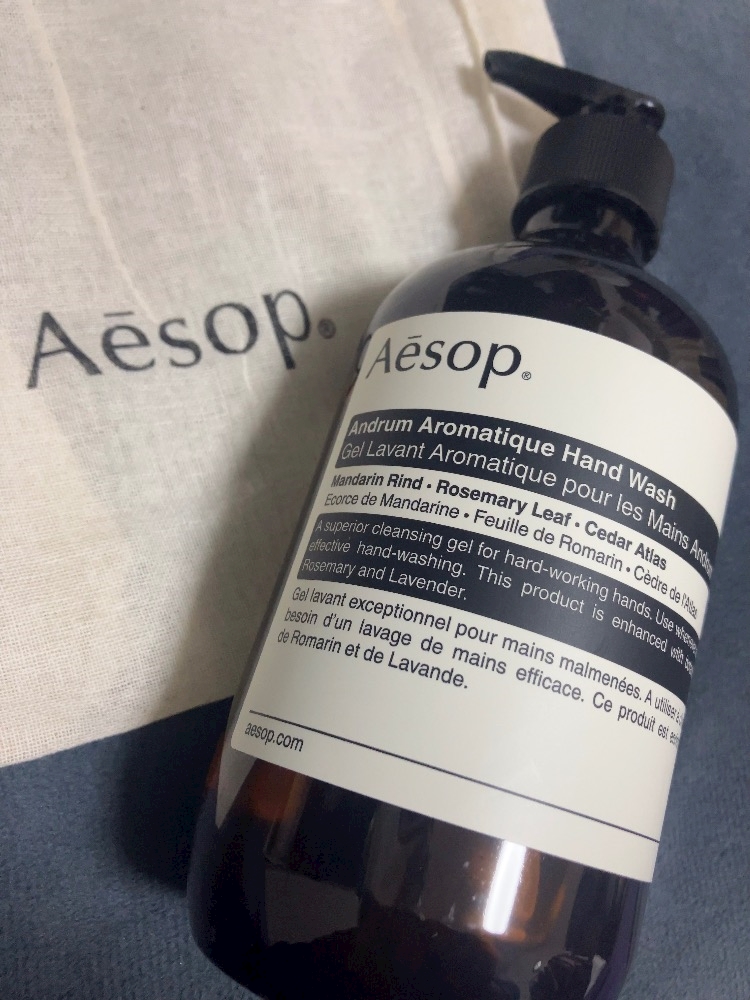 Aēsop®
Aēsop®
Andrum Aromatique Hand Wash
Gel Lavant Aromatique pour les Mains Andrum
Mandarin Rind • Rosemary Leaf • Cedar Atlas
Ecorce de Mandarine • Feuille de Romarin • Cèdre de l'Atlas
A superior cleansing gel for hard-working hands. Use
effective hand-washing. This product is enhanced with
Rosemary and Lavender.
Gel lavant exceptionnel pour mains malmenées. A utiliser
besoin d'un lavage de mains efficace. Ce produit est
de Romarin et de Lavande.
aesop.com